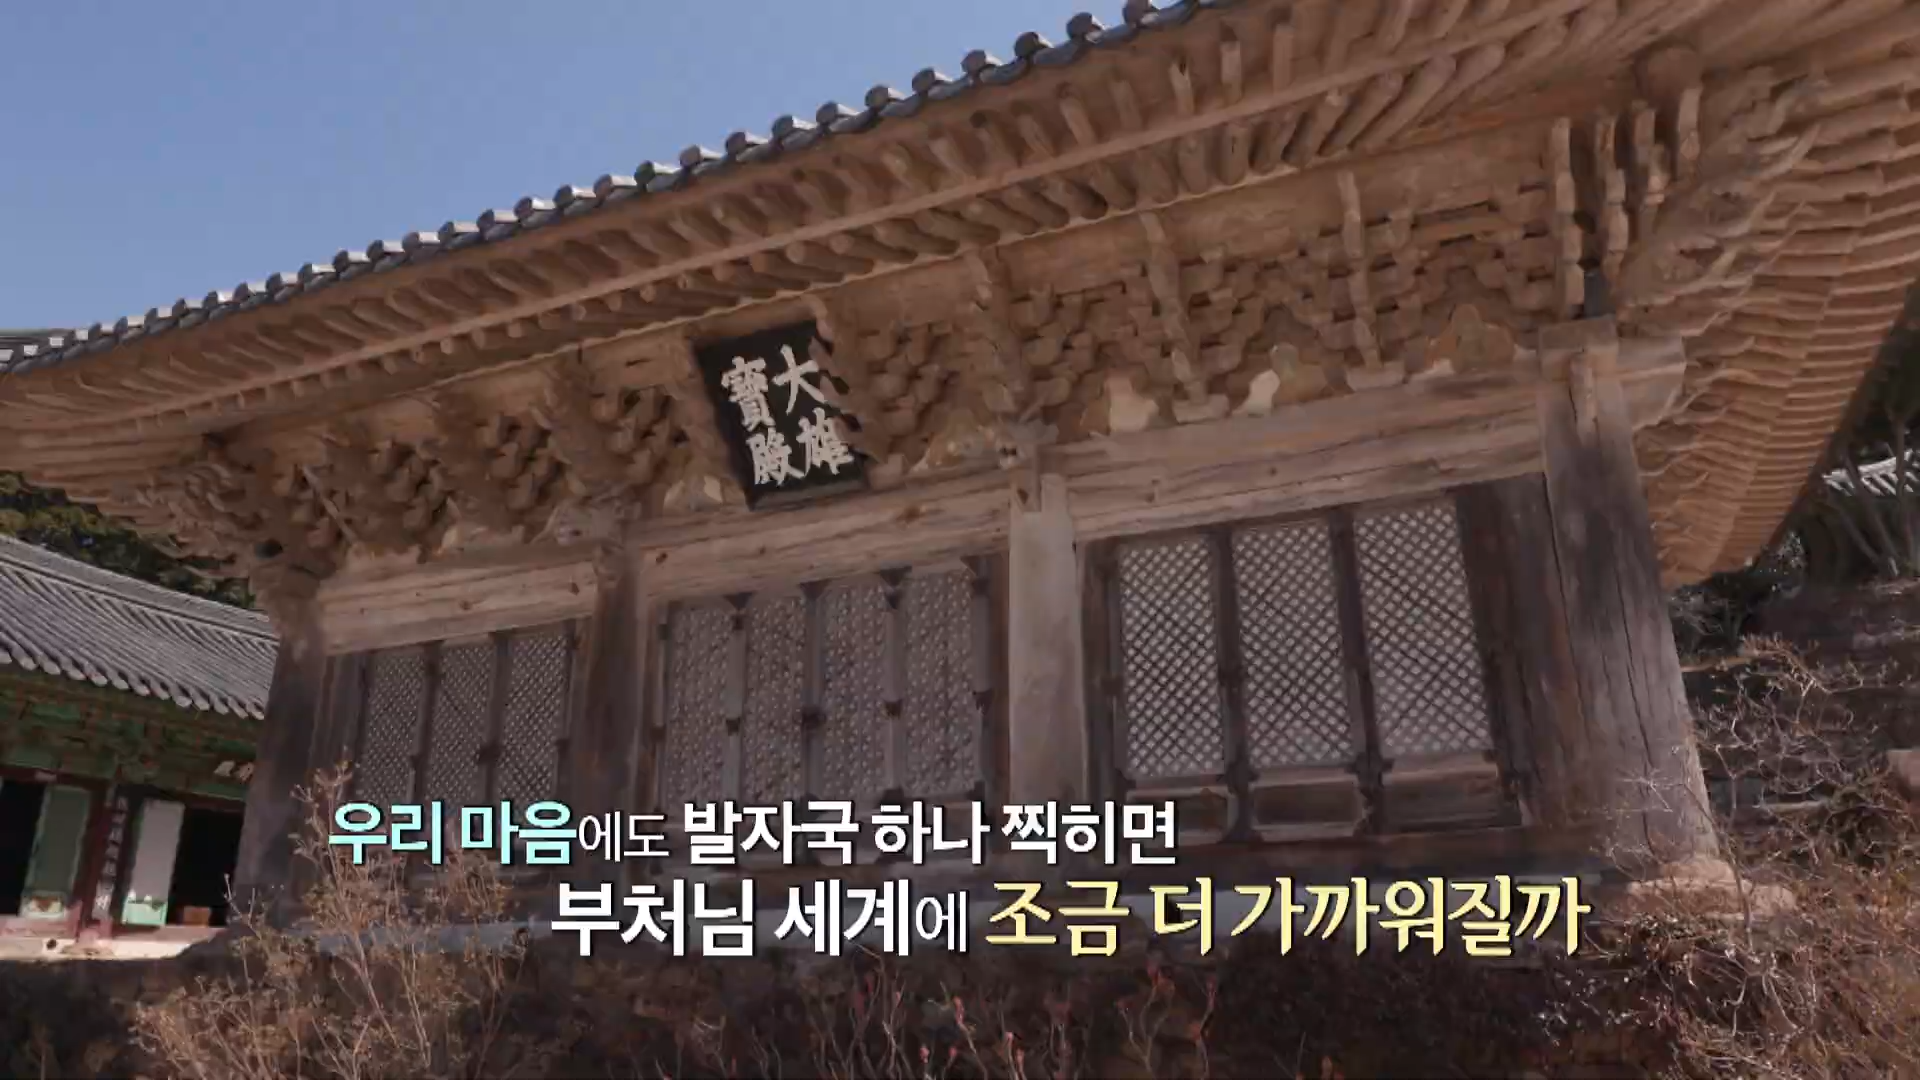 大雄
寶殿
우리 마음에도 발자국 하나 찍히면
부처님 세계에 조금 더 가까워질까